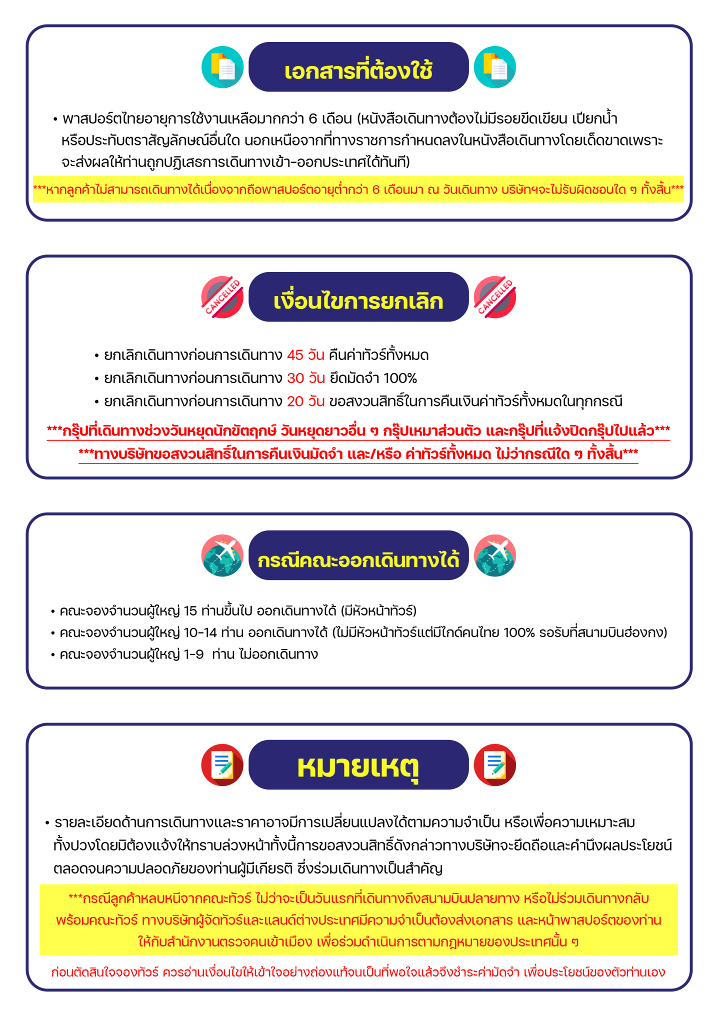 เอกสารที่ต้องใช้
• พาสปอร์ตไทยอายุการใช้งานเหลือมากกว่า 6 เดือน (หนังสือเดินทางต้องไม่มีรอยขีดเขียน เปียกน้ำ
หรือประทับตราสัญลักษณ์อื่นใด นอกเหนือจากที่ทางราชการกำหนดลงในหนังสือเดินทางโดยเด็ดขาดเพราะ
จะส่งผลให้ท่านถูกปฏิเสธการเดินทางเข้า-ออกประเทศได้ทันที)
***หากลูกค้าไม่สามารถเดินทางได้เนื่องจากถือพาสปอร์ตอายุต่ำกว่า 6 เดือนมา ณ วันเดินทาง บริษัทฯจะไม่รับผิดชอบใด ๆ ทั้งสิ้น***
CANCELLED
เงื่อนไขการยกเลิก
CANCELLED
• ยกเลิกเดินทางก่อนการเดินทาง 45 วัน คืนค่าทัวร์ทั้งหมด
• ยกเลิกเดินทางก่อนการเดินทาง 30 วัน ยึดมัดจำ 100%
• ยกเลิกเดินทางก่อนการเดินทาง 20 วัน ขอสงวนสิทธิ์ในการคืนเงินค่าทัวร์ทั้งหมดในทุกกรณี
***กรุ๊ปที่เดินทางช่วงวันหยุดนักขัตฤกษ์ วันหยุดยาวอื่น ๆ กรุ๊ปเหมาส่วนตัว และกรุ๊ปที่แจ้งปิดกรุ๊ปไปแล้ว***
***ทางบริษัทขอสงวนสิทธิ์ในการคืนเงินมัดจำ และ/หรือ ค่าทัวร์ทั้งหมด ไม่ว่ากรณีใด ๆ ทั้งสิ้น***
กรณีคณะออกเดินทางได้
• คณะจองจำนวนผู้ใหญ่ 15 ท่านขึ้นไป ออกเดินทางได้ (มีหัวหน้าทัวร์)
• คณะจองจำนวนผู้ใหญ่ 10-14 ท่าน ออกเดินทางได้ (ไม่มีหัวหน้าทัวร์แต่มีไกด์คนไทย 100% รอรับที่สนามบินฮ่องกง)
• คณะจองจำนวนผู้ใหญ่ 1-9 ท่าน ไม่ออกเดินทาง
หมายเหตุ
• รายละเอียดด้านการเดินทางและราคาอาจมีการเปลี่ยนแปลงได้ตามความจำเป็น หรือเพื่อความเหมาะสม
ทั้งปวงโดยมิต้องแจ้งให้ทราบล่วงหน้าทั้งนี้การขอสงวนสิทธิ์ดังกล่าวทางบริษัทจะยึดถือและคำนึงผลประโยชน์
ตลอดจนความปลอดภัยของท่านผู้มีเกียรติ ซึ่งร่วมเดินทางเป็นสำคัญ
***กรณีลูกค้าหลบหนีจากคณะทัวร์ ไม่ว่าจะเป็นวันแรกที่เดินทางถึงสนามบินปลายทาง หรือไม่ร่วมเดินทางกลับ
พร้อมคณะทัวร์ ทางบริษัทผู้จัดทัวร์และแลนด์ต่างประเทศมีความจำเป็นต้องส่งเอกสาร และหน้าพาสปอร์ตของท่าน
ให้กับสำนักงานตรวจคนเข้าเมือง เพื่อร่วมดำเนินการตามกฎหมายของประเทศนั้น ๆ
ก่อนตัดสินใจจองทัวร์ ควรอ่านเงื่อนไขให้เข้าใจอย่างถ่องแท้จนเป็นที่พอใจแล้วจึงชำระค่ามัดจำ เพื่อประโยชน์ของตัวท่านเอง